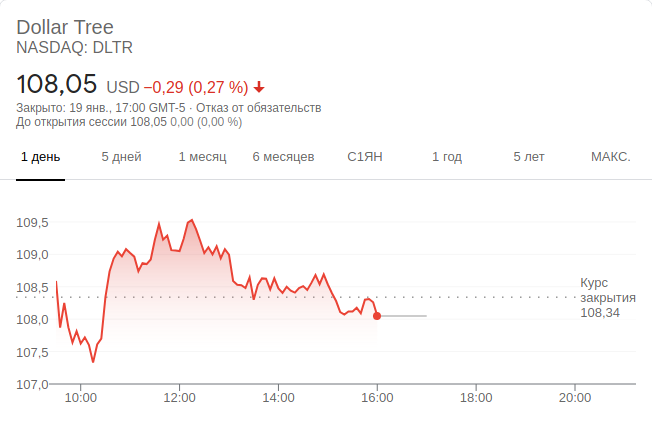 Dollar Tree
NASDAQ: DLTR
108,05 USD −0,29 (0,27 %)
Закрыто: 19 янв., 17:00 GMT-5 · Отказ от обязательств
До открытия сессии 108,05 0,00 (0,00 %)
1 день 5 дней 1 месяц 6 месяцев С1ЯН 1 год 5 лет МАКС.
109,5
109,0
108,5
108,0
107,5
107,0
Курс
закрытия
108,34
10:00 12:00 14:00 16:00 18:00 20:00